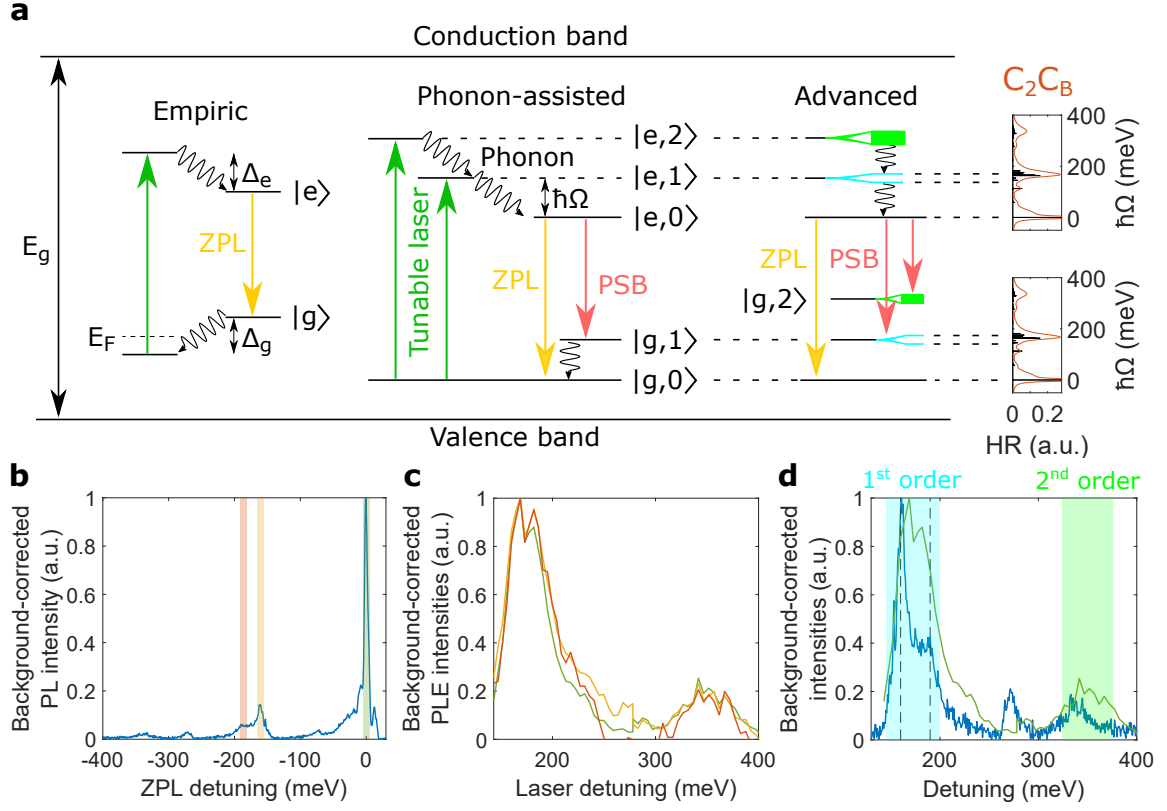 a
Conduction band
Empiric
Phonon-assisted
Advanced
C₂C_B
E_g
Δ_e
|e⟩
ZPL
|g⟩
E_F
Δ_g
Tunable laser
Phonon
|e,2⟩
|e,1⟩
ħΩ
|e,0⟩
ZPL
PSB
|g,1⟩
|g,0⟩
ZPL
PSB
|g,2⟩
400
200
0
ħΩ (meV)
400
200
0
ħΩ (meV)
0 0.2
HR (a.u.)
Valence band
b
Background-corrected
PL intensity (a.u.)
1
0.8
0.6
0.4
0.2
0
-400 -300 -200 -100 0
ZPL detuning (meV)
c
Background-corrected
PLE intensities (a.u.)
1
0.8
0.6
0.4
0.2
0
200 300 400
Laser detuning (meV)
d
1st order
2nd order
Background-corrected
intensities (a.u.)
1
0.8
0.6
0.4
0.2
0
200 300 400
Detuning (meV)